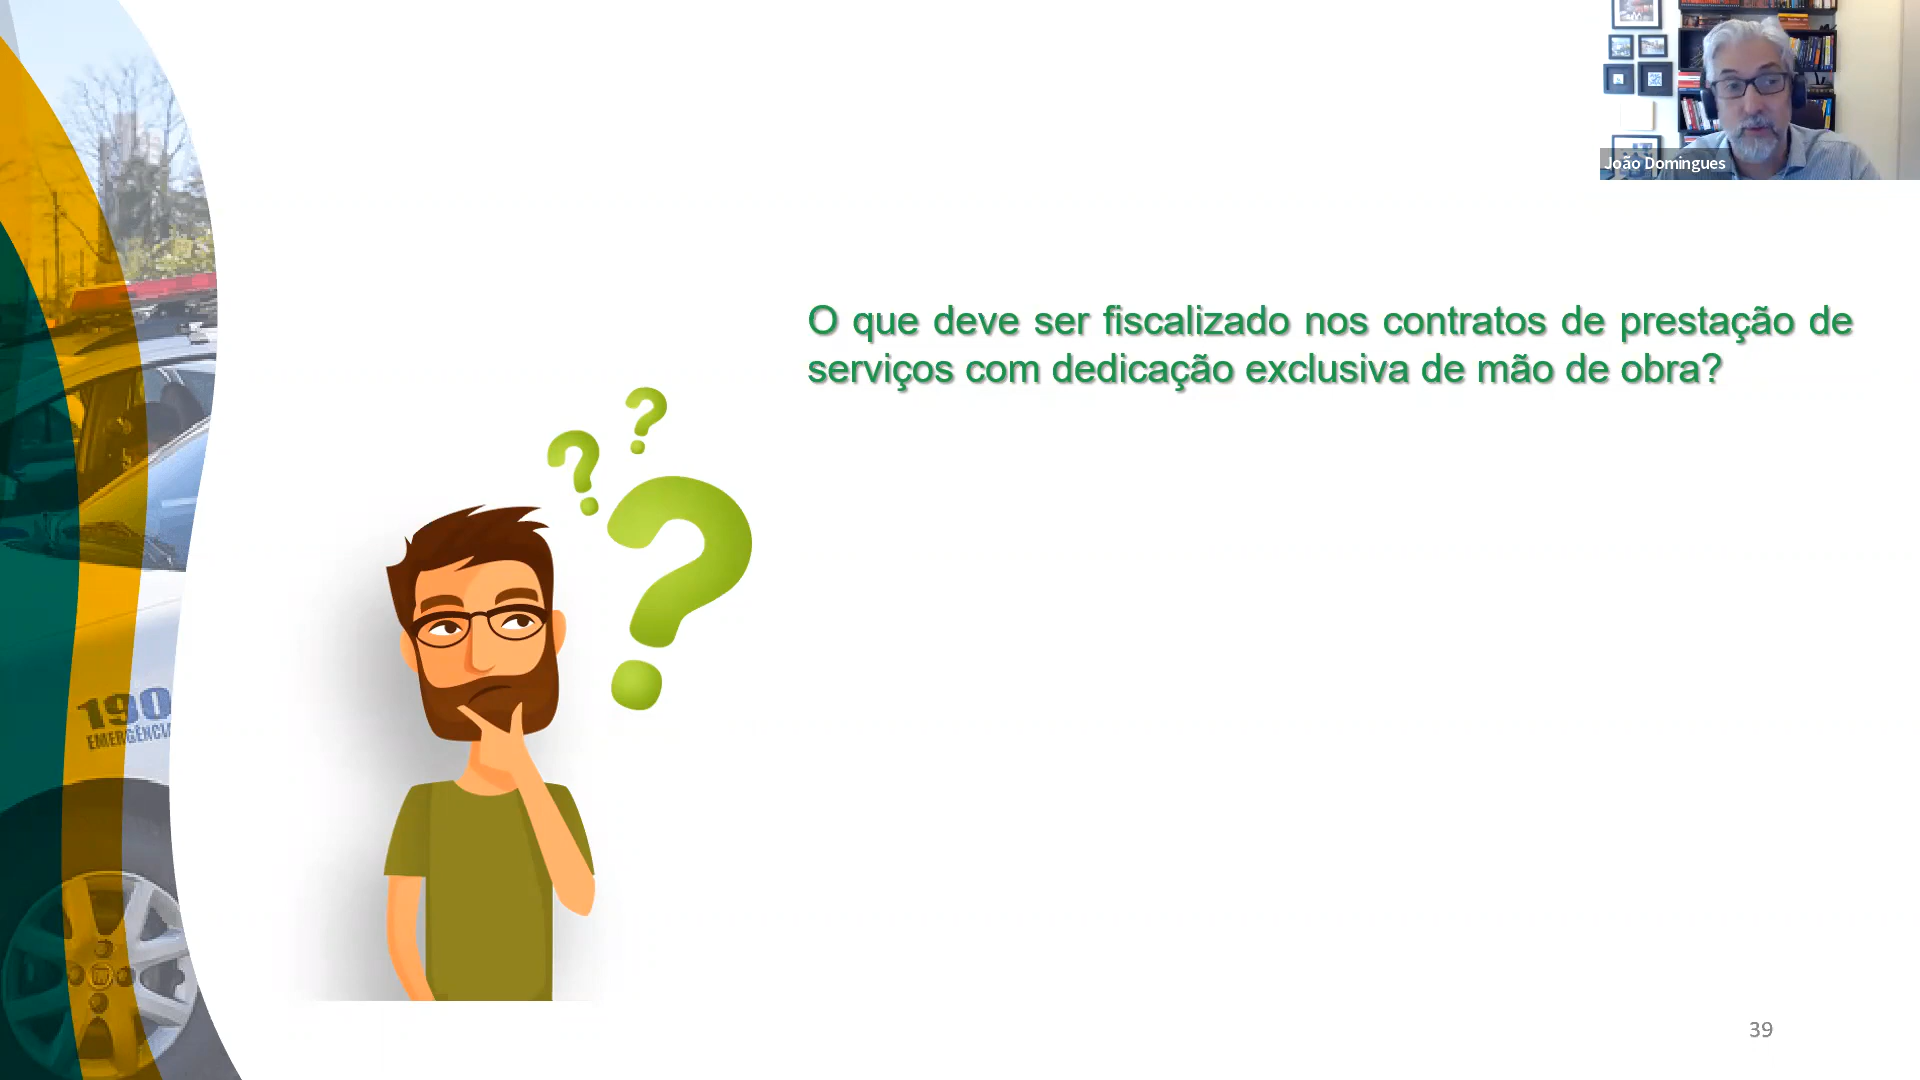 João Domingues
O que deve ser fiscalizado nos contratos de prestação de
serviços com dedicação exclusiva de mão de obra?
190
EMERGÊNCIA
39